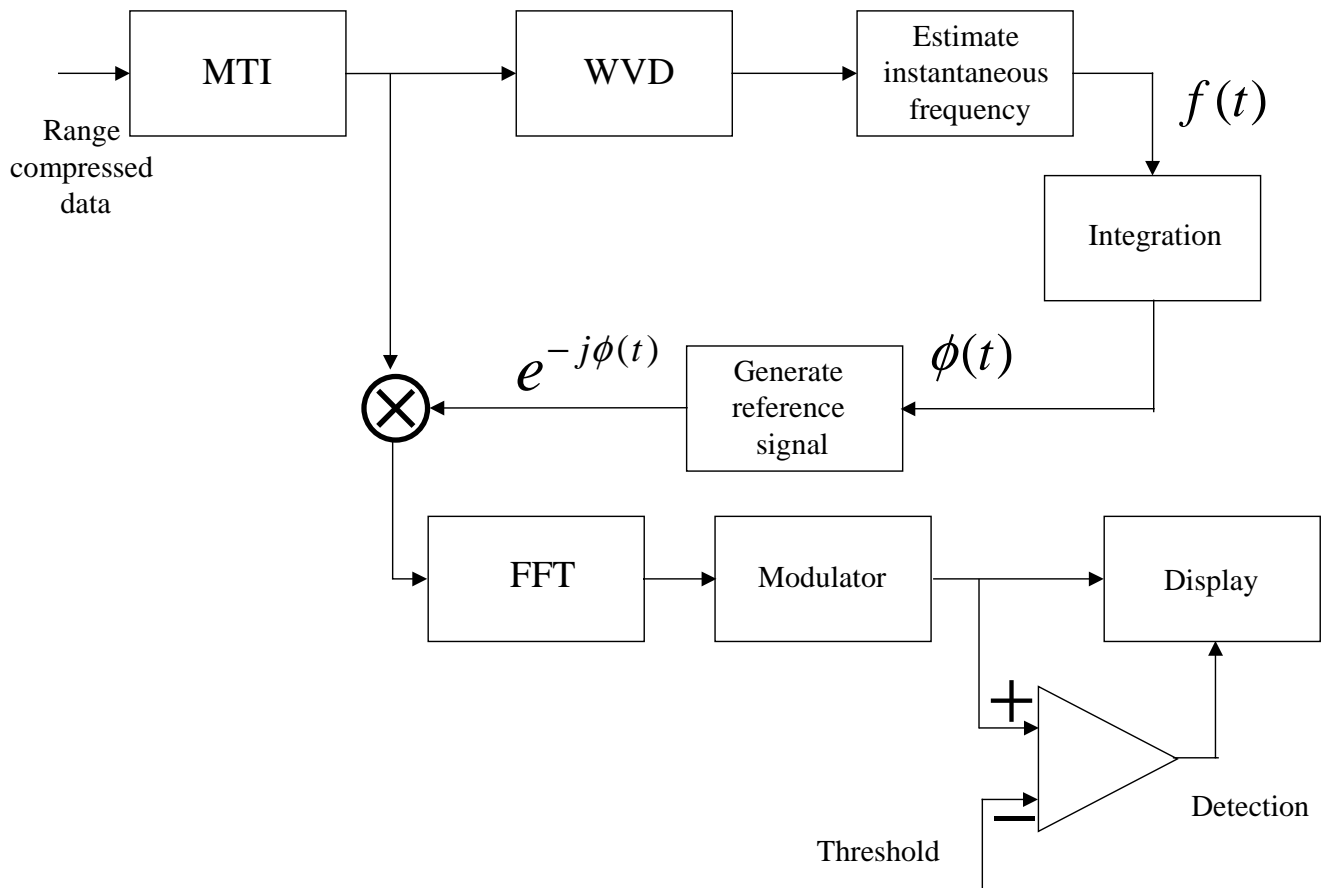 MTI
WVD
Estimate
instantaneous
frequency
f(t)
Range
compressed
data
Integration
e^{-jϕ(t)}
Generate
reference
signal
ϕ(t)
FFT
Modulator
Display
+
−
Detection
Threshold